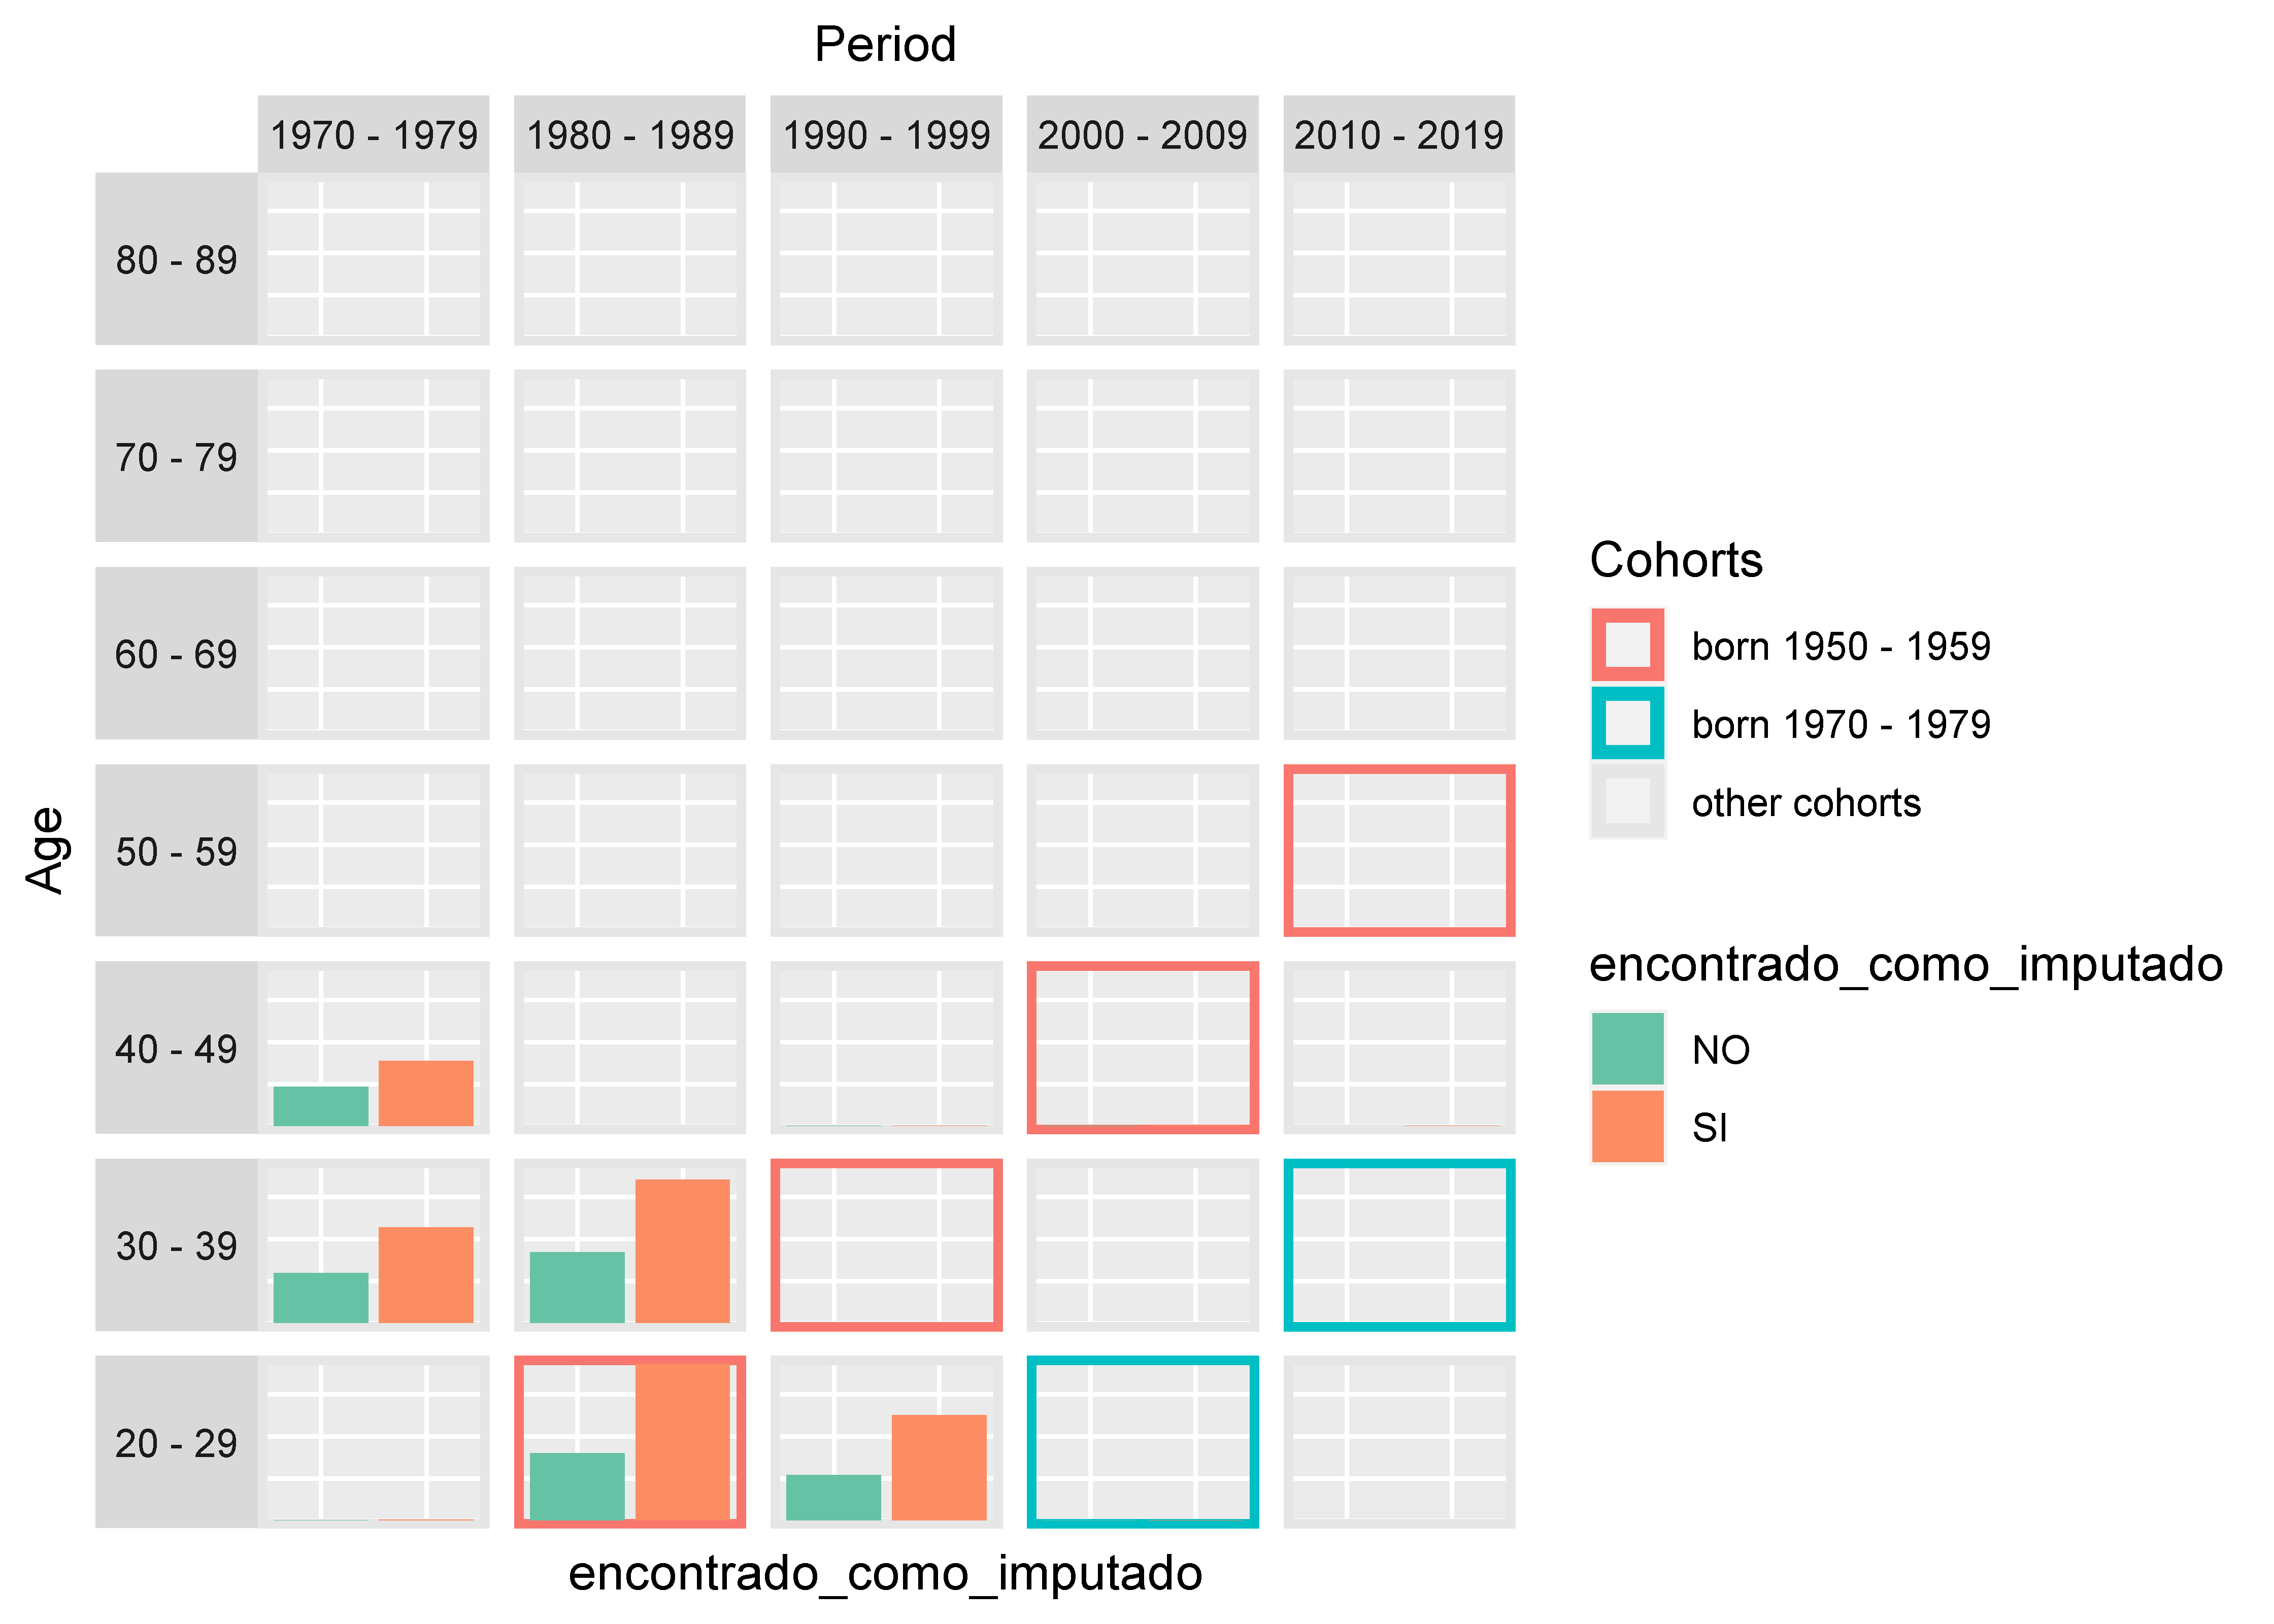 Period
1970 - 1979 1980 - 1989 1990 - 1999 2000 - 2009 2010 - 2019
80 - 89
70 - 79
60 - 69
50 - 59
40 - 49
30 - 39
20 - 29
Age
encontrado_como_imputado
Cohorts
born 1950 - 1959
born 1970 - 1979
other cohorts
encontrado_como_imputado
NO
SI